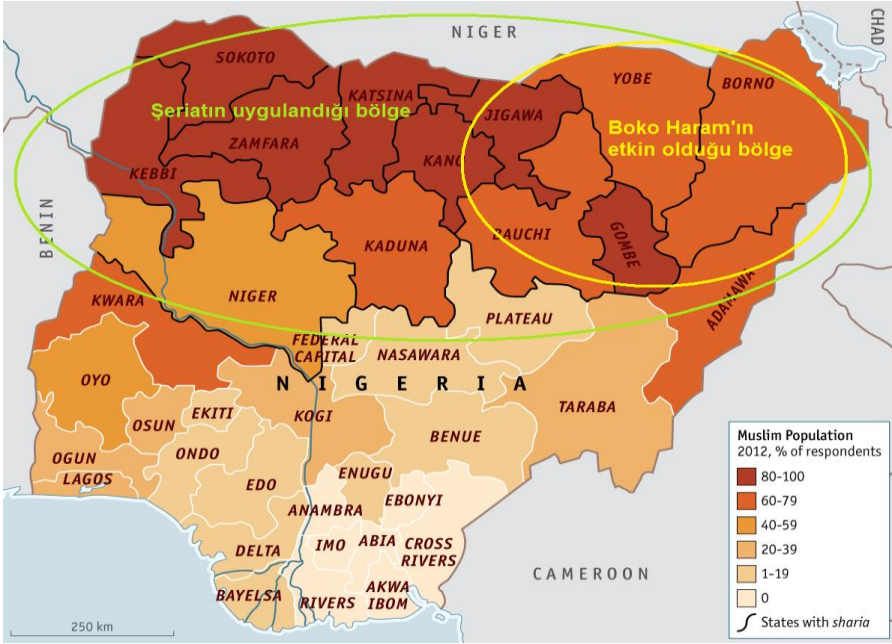 NIGER
CHAD
SOKOTO
KATSINA
YOBE
BORNO
Şeriatın uygulandığı bölge
JIGAWA
ZAMFARA
KANO
Boko Haram'ın
etkin olduğu bölge
KEBBI
BENIN
GOMBE
BAUCHI
KADUNA
NIGER
ADAMAWA
KWARA
PLATEAU
FEDERAL
CAPITAL
NASAWARA
NIGERIA
OYO
TARABA
EKITI
KOGI
OSUN
BENUE
OGUN
ONDO
LAGOS
EDO
ENUGU
EBONYI
ANAMBRA
IMO
ABIA
CROSS
RIVERS
DELTA
CAMEROON
BAYELSA
RIVERS
AKWA
IBOM
250 km
Muslim Population
2012, % of respondents
80-100
60-79
40-59
20-39
1-19
0
States with sharia